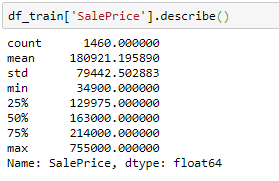 df_train['SalePrice'].describe()
count 1460.000000
mean 180921.195890
std 79442.502883
min 34900.000000
25% 129975.000000
50% 163000.000000
75% 214000.000000
max 755000.000000
Name: SalePrice, dtype: float64